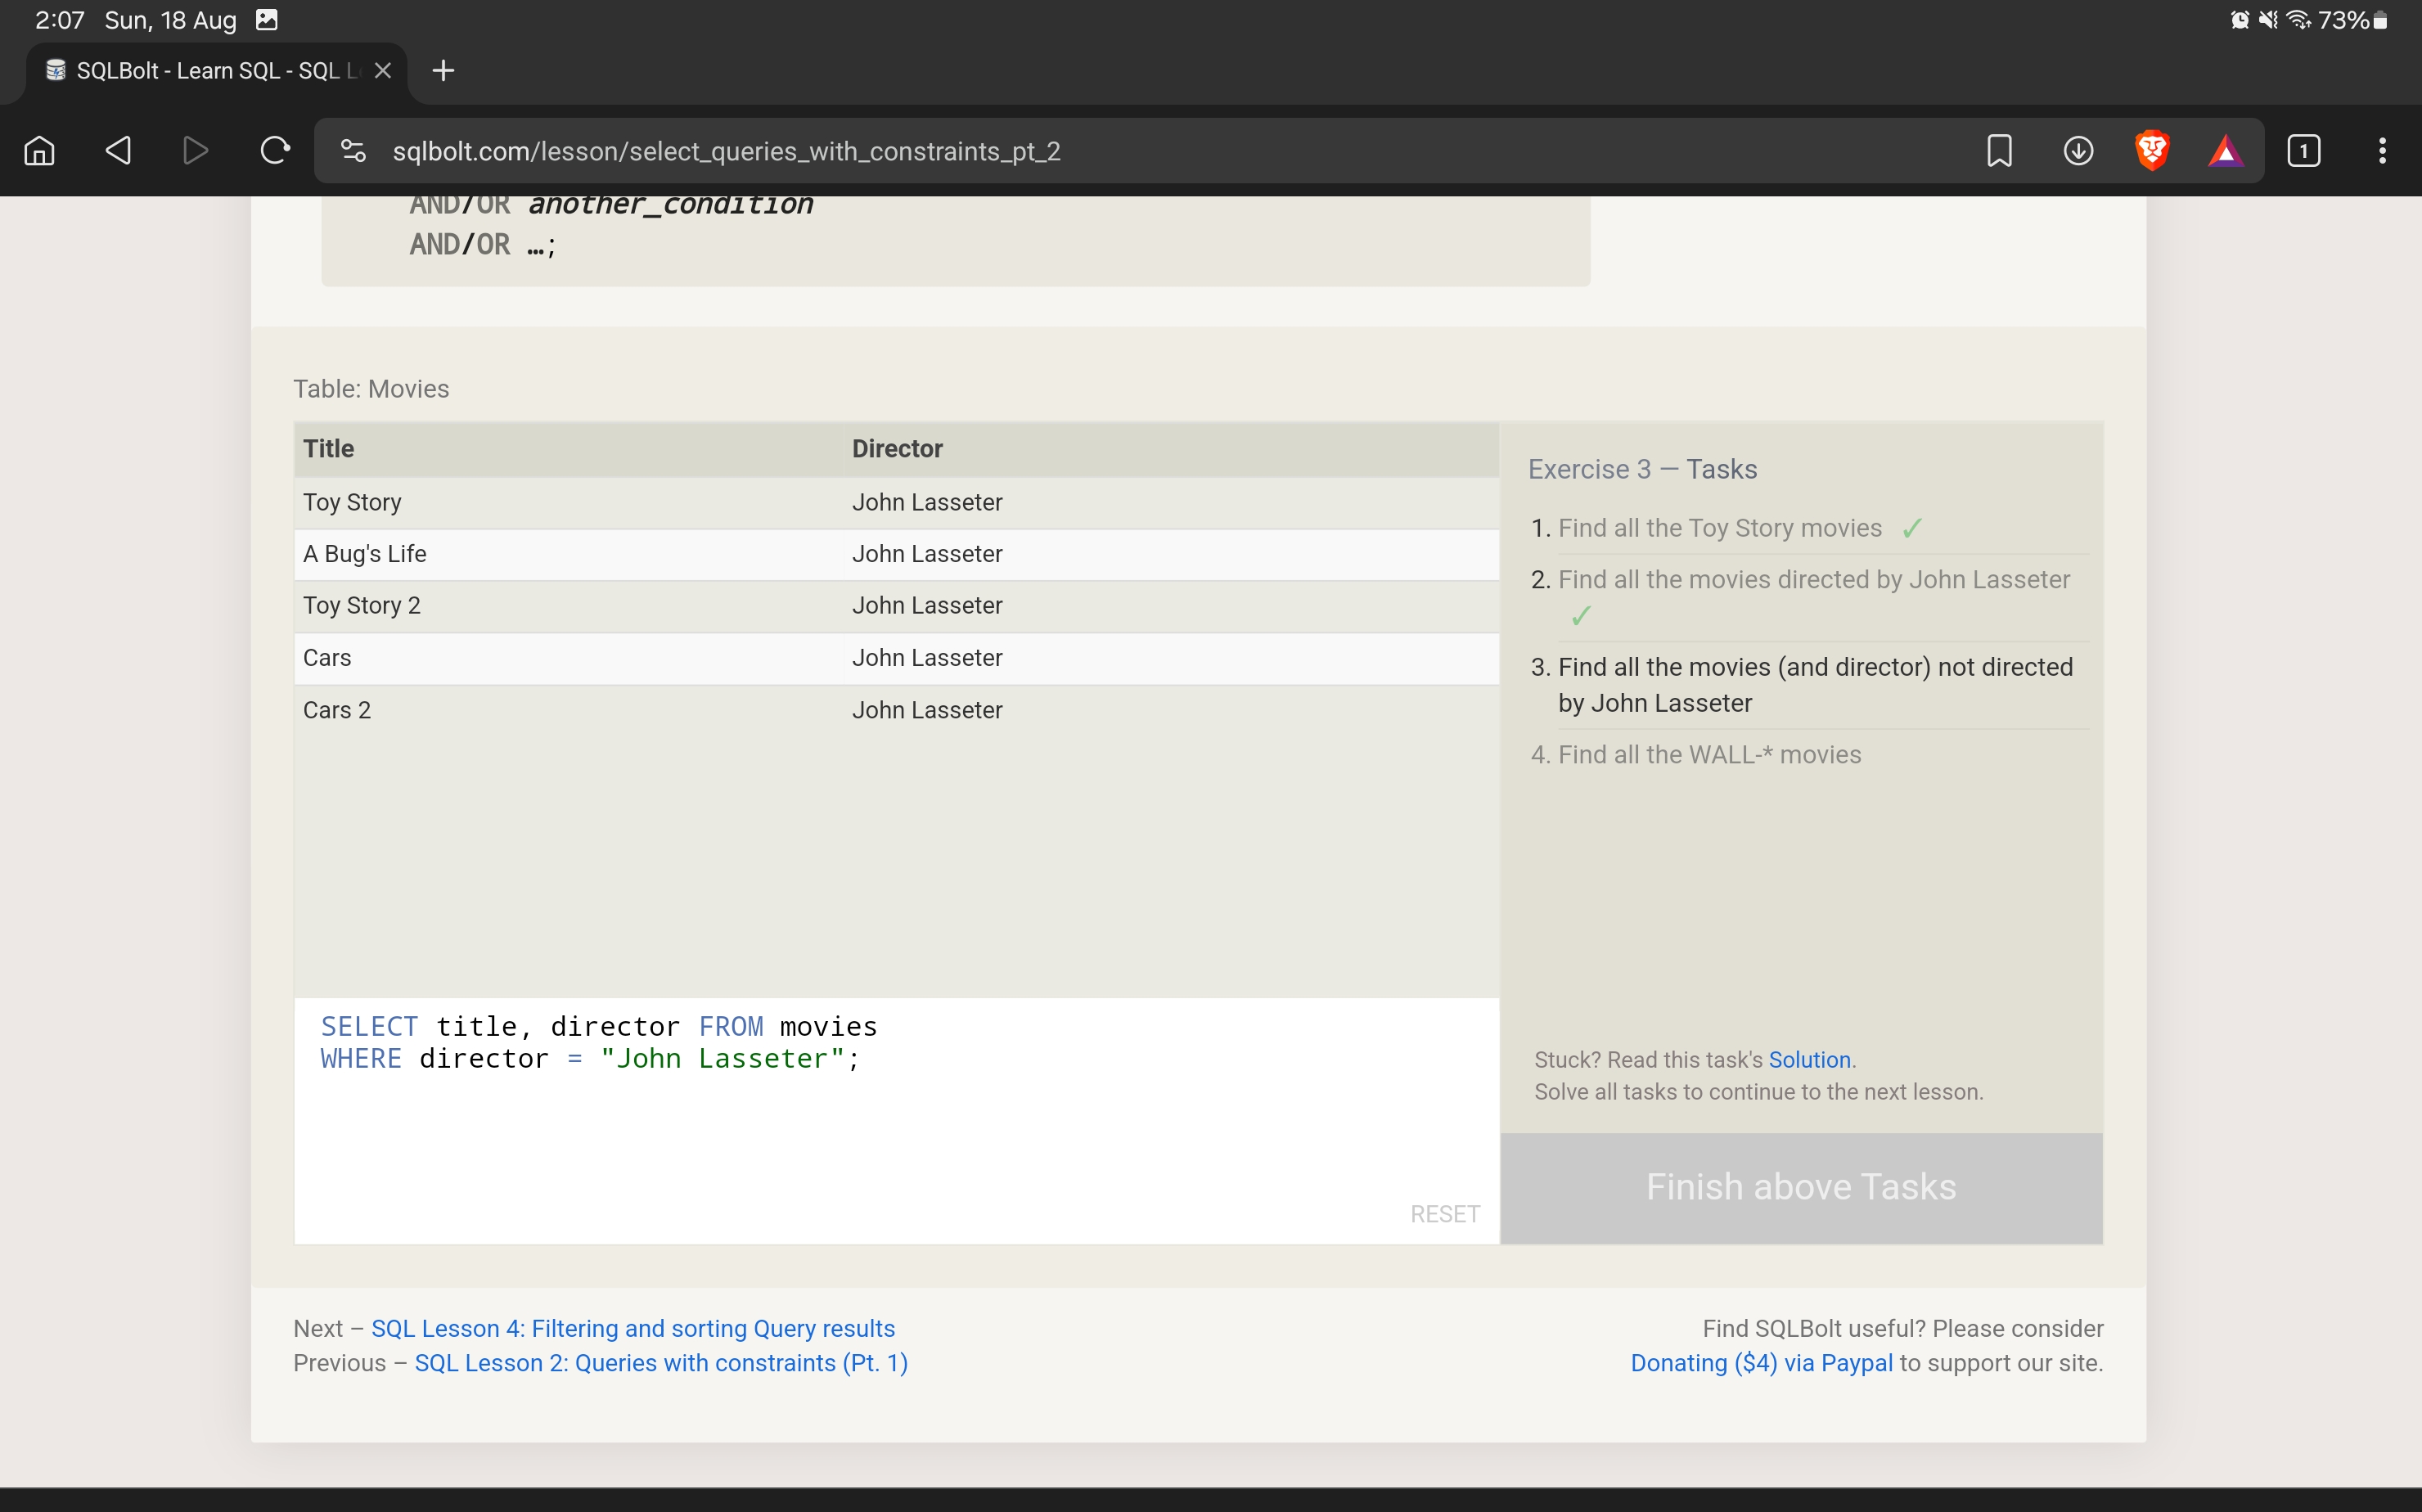 2:07 Sun, 18 Aug 73%
SQLBolt - Learn SQL - SQL
sqlbolt.com/lesson/select_queries_with_constraints_pt_2
1
AND/OR another_condition
AND/OR …;
Table: Movies
Title Director
Toy Story John Lasseter
A Bug's Life John Lasseter
Toy Story 2 John Lasseter
Cars John Lasseter
Cars 2 John Lasseter
SELECT title, director FROM movies
WHERE director = "John Lasseter";
RESET
Exercise 3 — Tasks
1. Find all the Toy Story movies ✓
2. Find all the movies directed by John Lasseter
✓
3. Find all the movies (and director) not directed
by John Lasseter
4. Find all the WALL-* movies
Stuck? Read this task's Solution.
Solve all tasks to continue to the next lesson.
Finish above Tasks
Next – SQL Lesson 4: Filtering and sorting Query results
Previous – SQL Lesson 2: Queries with constraints (Pt. 1)
Find SQLBolt useful? Please consider
Donating ($4) via Paypal to support our site.